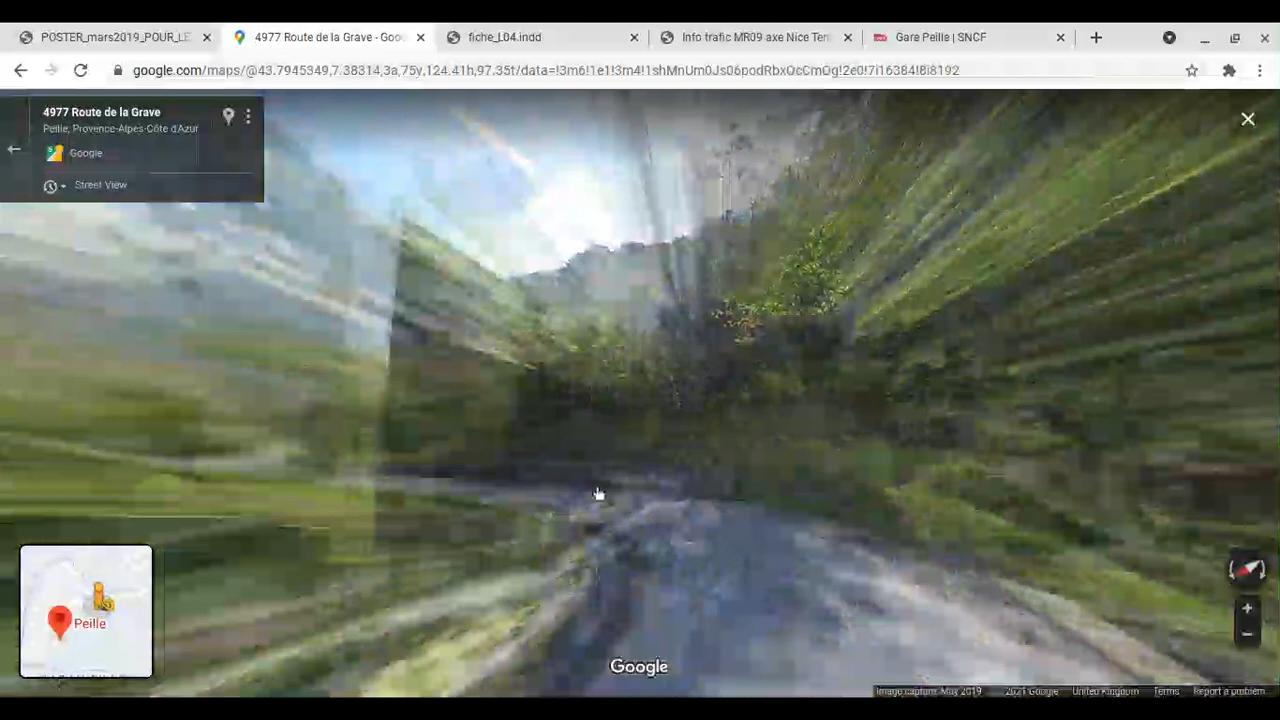 POSTER_mars2019_POUR_LE
4977 Route de la Grave - Goo
fiche_L04.indd
Info trafic MR09 axe Nice Ten
Gare Peille | SNCF
google.com/maps/@43.7945349,7.38314,3a,75y,124.41h,97.35t/data=!3m6!1e1!3m4!1shMnUm0Js06podRbxQcCmQg!2e0!7i16384!8i8192
4977 Route de la Grave
Peille, Provence-Alpes-Côte d'Azur
Google
Street View
Peille
Google
Image capture: May 2019 2021 Google United Kingdom Terms Report a problem